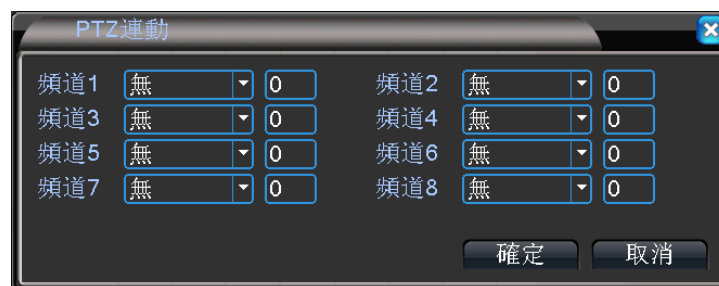 PTZ連動
頻道1 無 0 頻道2 無 0
頻道3 無 0 頻道4 無 0
頻道5 無 0 頻道6 無 0
頻道7 無 0 頻道8 無 0
確定 取消